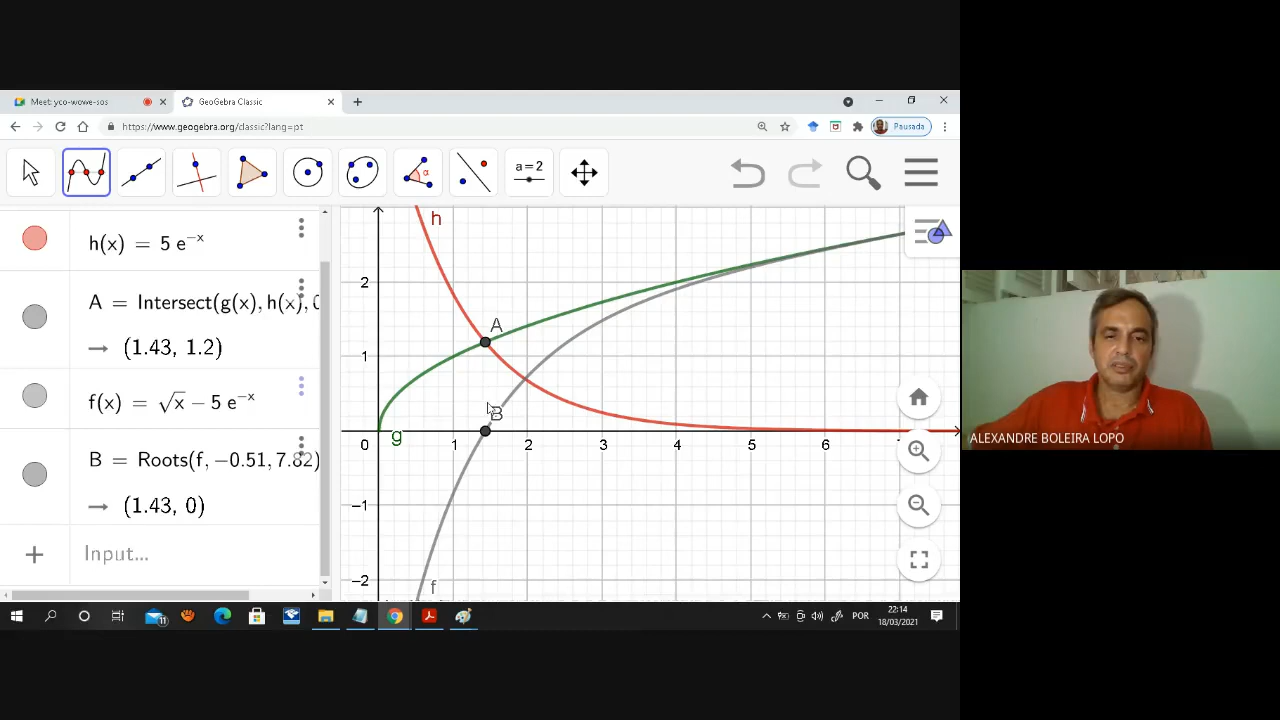 Meet: yco-wowe-sos
GeoGebra Classic
https://www.geogebra.org/classic?lang=pt
Pausada
α
a=2
h(x) = 5 e^{-x}
A = Intersect(g(x), h(x), 0
→ (1.43, 1.2)
f(x) = √x − 5 e^{-x}
B = Roots(f, −0.51, 7.82)
→ (1.43, 0)
+ Input...
h
2
A
1
B
g
0 1 2 3 4 5 6 7
−1
−2
f
ALEXANDRE BOLEIRA LOPO
11
POR
22:14
18/03/2021